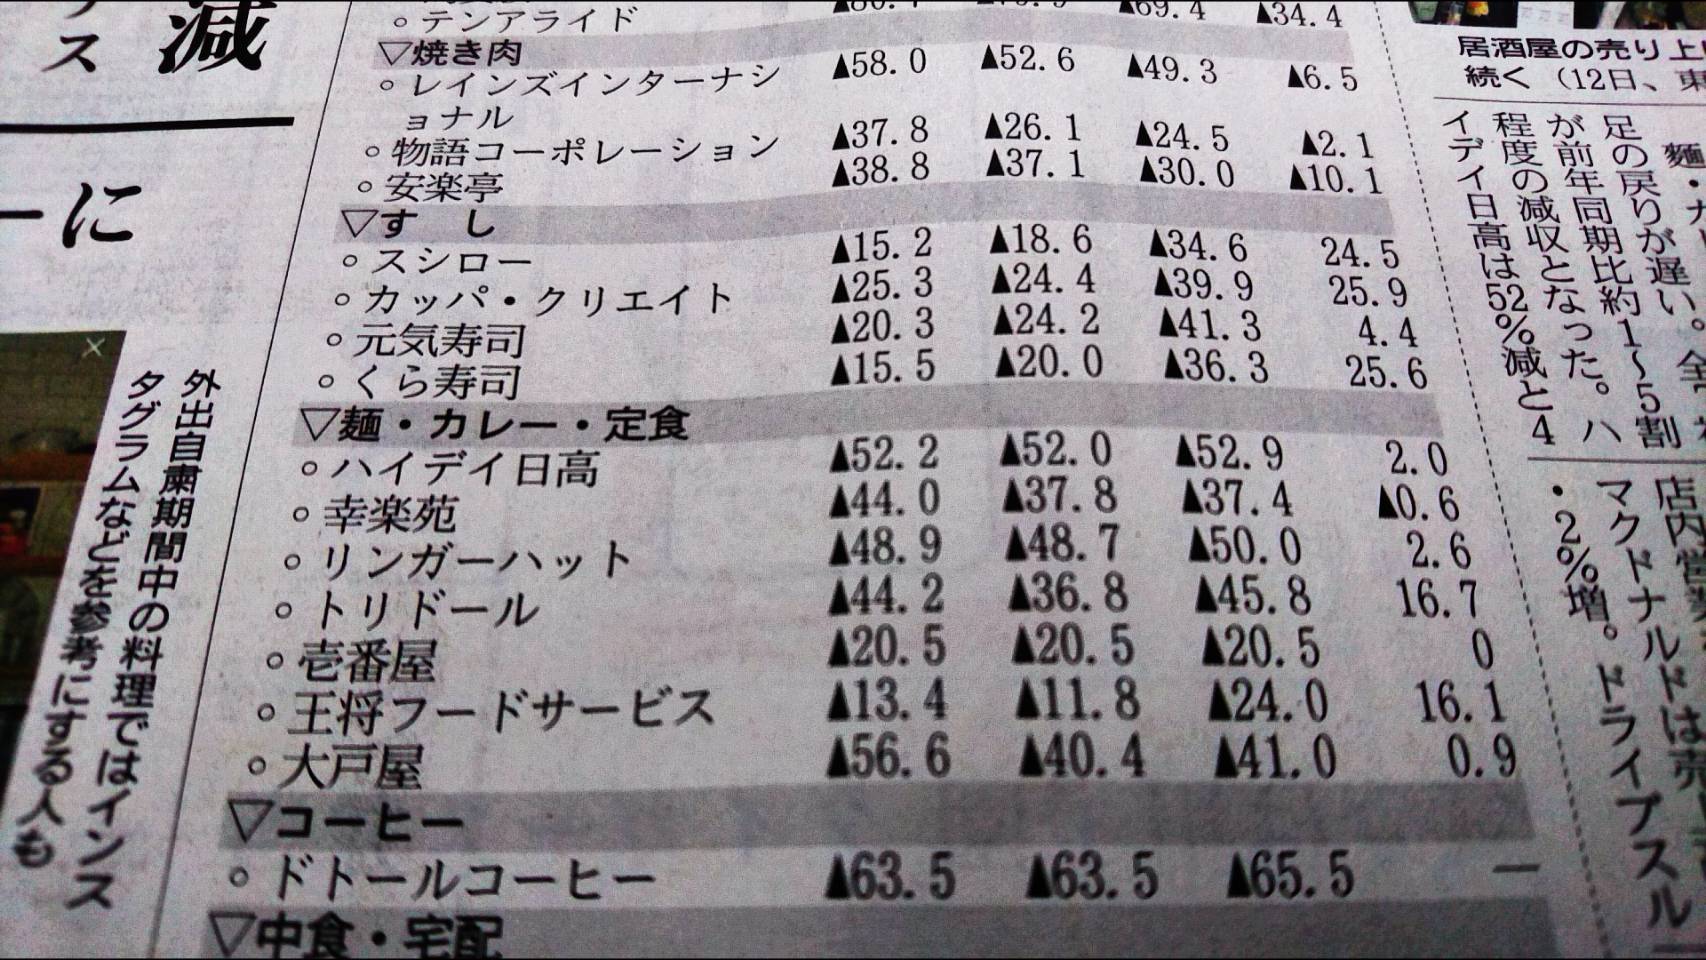 減
ス
ーに
外出自粛期間中の料理ではインス
タグラムなどを参考にする人も
○テンアライド ▲69.4 ▲34.4
▽焼き肉
○レインズインターナシ ▲58.0 ▲52.6 ▲49.3 ▲6.5
ョナル
○物語コーポレーション ▲37.8 ▲26.1 ▲24.5 ▲2.1
○安楽亭 ▲38.8 ▲37.1 ▲30.0 ▲10.1
▽すし
○スシロー ▲15.2 ▲18.6 ▲34.6 24.5
○カッパ・クリエイト ▲25.3 ▲24.4 ▲39.9 25.9
○元気寿司 ▲20.3 ▲24.2 ▲41.3 4.4
○くら寿司 ▲15.5 ▲20.0 ▲36.3 25.6
▽麺・カレー・定食
○ハイデイ日高 ▲52.2 ▲52.0 ▲52.9 2.0
○幸楽苑 ▲44.0 ▲37.8 ▲37.4 ▲0.6
○リンガーハット ▲48.9 ▲48.7 ▲50.0 2.6
○トリドール ▲44.2 ▲36.8 ▲45.8 16.7
○壱番屋 ▲20.5 ▲20.5 ▲20.5 0
○王将フードサービス ▲13.4 ▲11.8 ▲24.0 16.1
○大戸屋 ▲56.6 ▲40.4 ▲41.0 0.9
▽コーヒー
○ドトールコーヒー ▲63.5 ▲63.5 ▲65.5 —
▽中食・宅配
居酒屋の売り上
続く(12日、東
麺・カ
足の戻りが遅い。全
が前年同期比約1〜5割
程度の減収となった。ハ
イデイ日高は52%減と4
店内営業
マクドナルドは売
・2%増。ドライブスル